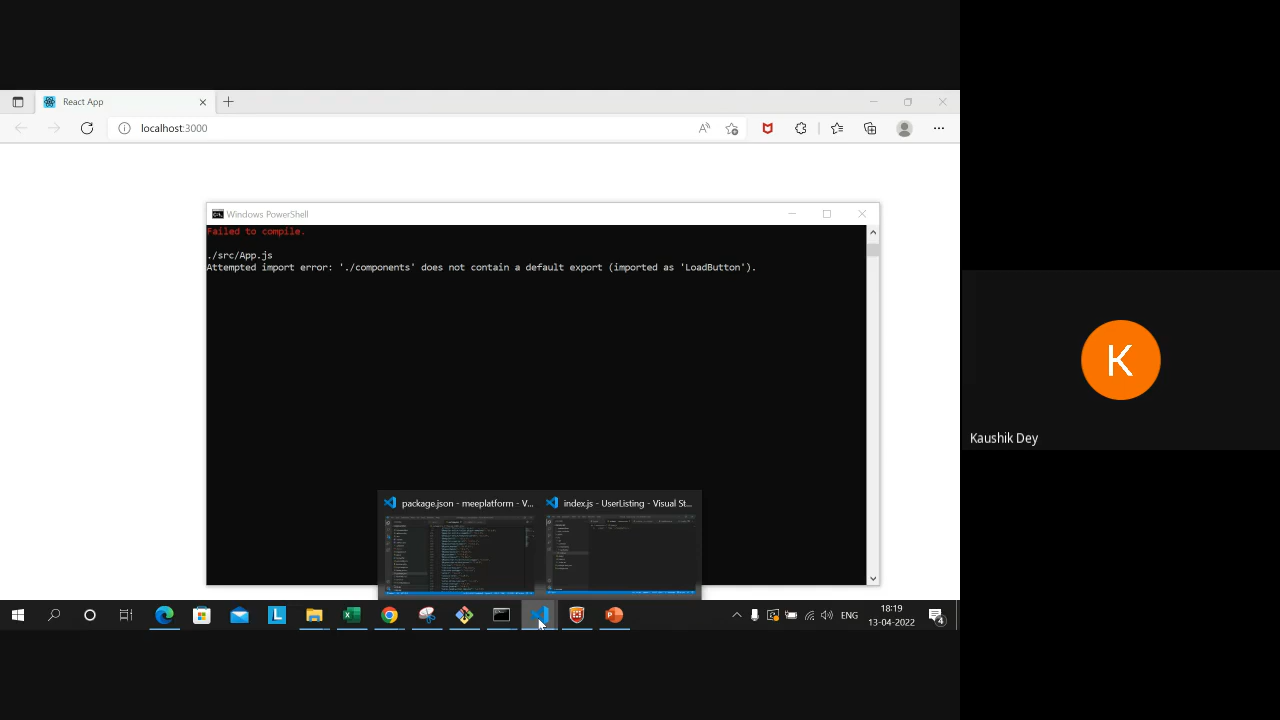 React App
localhost:3000
Windows PowerShell
Failed to compile.
./src/App.js
Attempted import error: './components' does not contain a default export (imported as 'LoadButton').
K
Kaushik Dey
package.json - meeplatform - V...
index.js - UserListing - Visual St...
ENG
18:19
13-04-2022
4